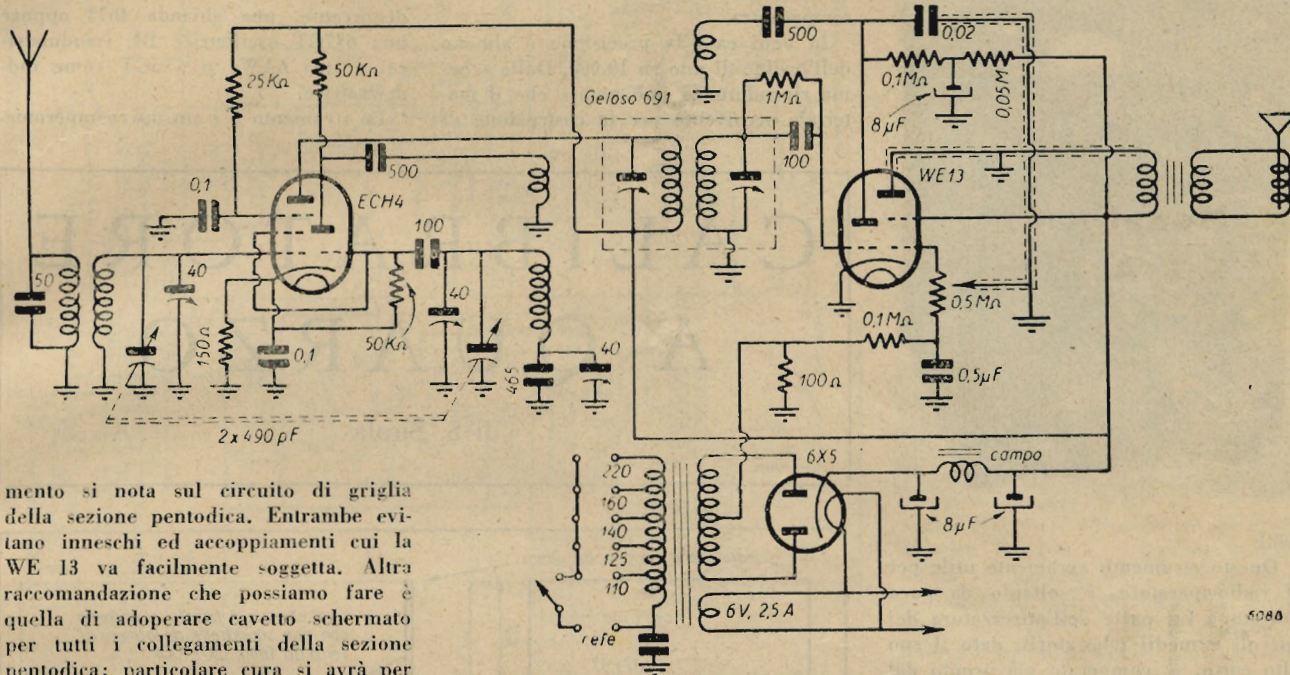 500
0,02
25KΩ
50KΩ
Geloso 691
1MΩ
0,1MΩ
0,05M
8µF
100
500
WE13
0,1
ECH4
100
50
40
40
0,5MΩ
150Ω
0,1
50KΩ
0,1MΩ
40
465
100Ω
0,5µF
2x490pF
6X5
campo
220
160
140
125
110
8µF
6V, 2,5A
rete
6080
mento si nota sul circuito di griglia
della sezione pentodica. Entrambe evi-
tano inneschi ed accoppiamenti cui la
WE 13 va facilmente soggetta. Altra
raccomandazione che possiamo fare è
quella di adoperare cavetto schermato
per tutti i collegamenti della sezione
pentodica; particolare cura si avrà per